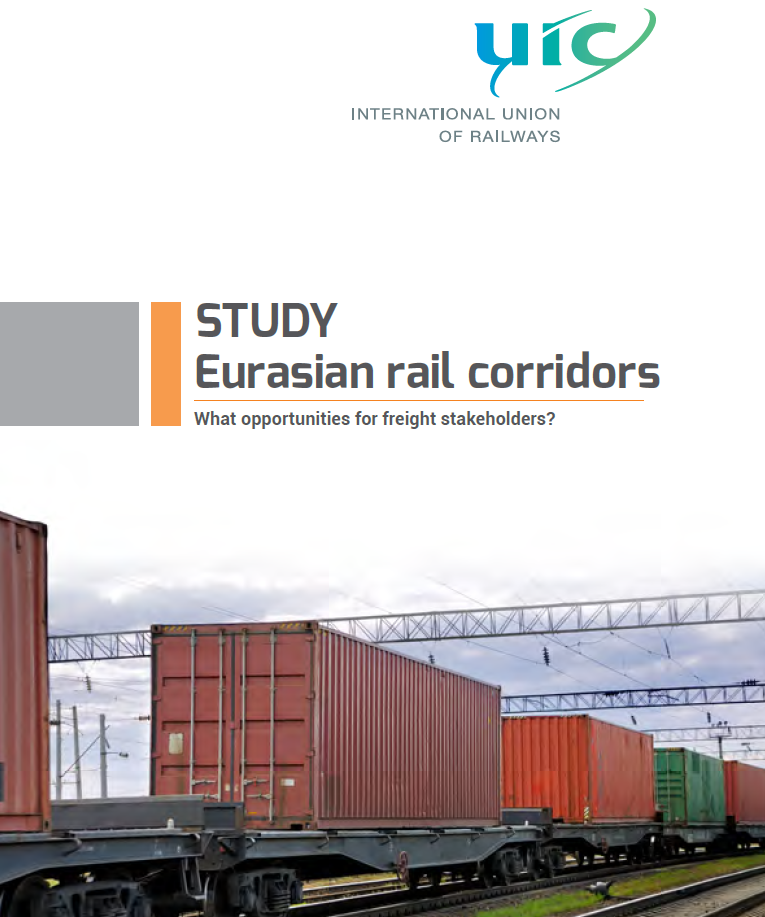 uic
INTERNATIONAL UNION
OF RAILWAYS
STUDY
Eurasian rail corridors
What opportunities for freight stakeholders?